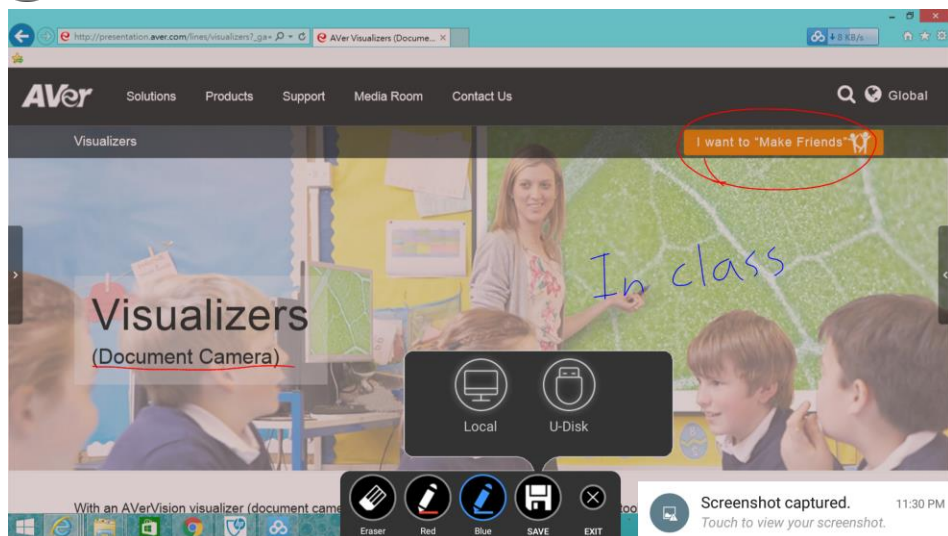 http://presentation.aver.com/lines/visualizers?_ga=
AVer Visualizers (Docume...
8 KB/s
AVer
Solutions Products Support Media Room Contact Us
Global
Visualizers
I want to "Make Friends"
In class
Visualizers
(Document Camera)
Local U-Disk
With an AVerVision visualizer (document came
Eraser Red Blue SAVE EXIT
Screenshot captured. 11:30 PM
Touch to view your screenshot.